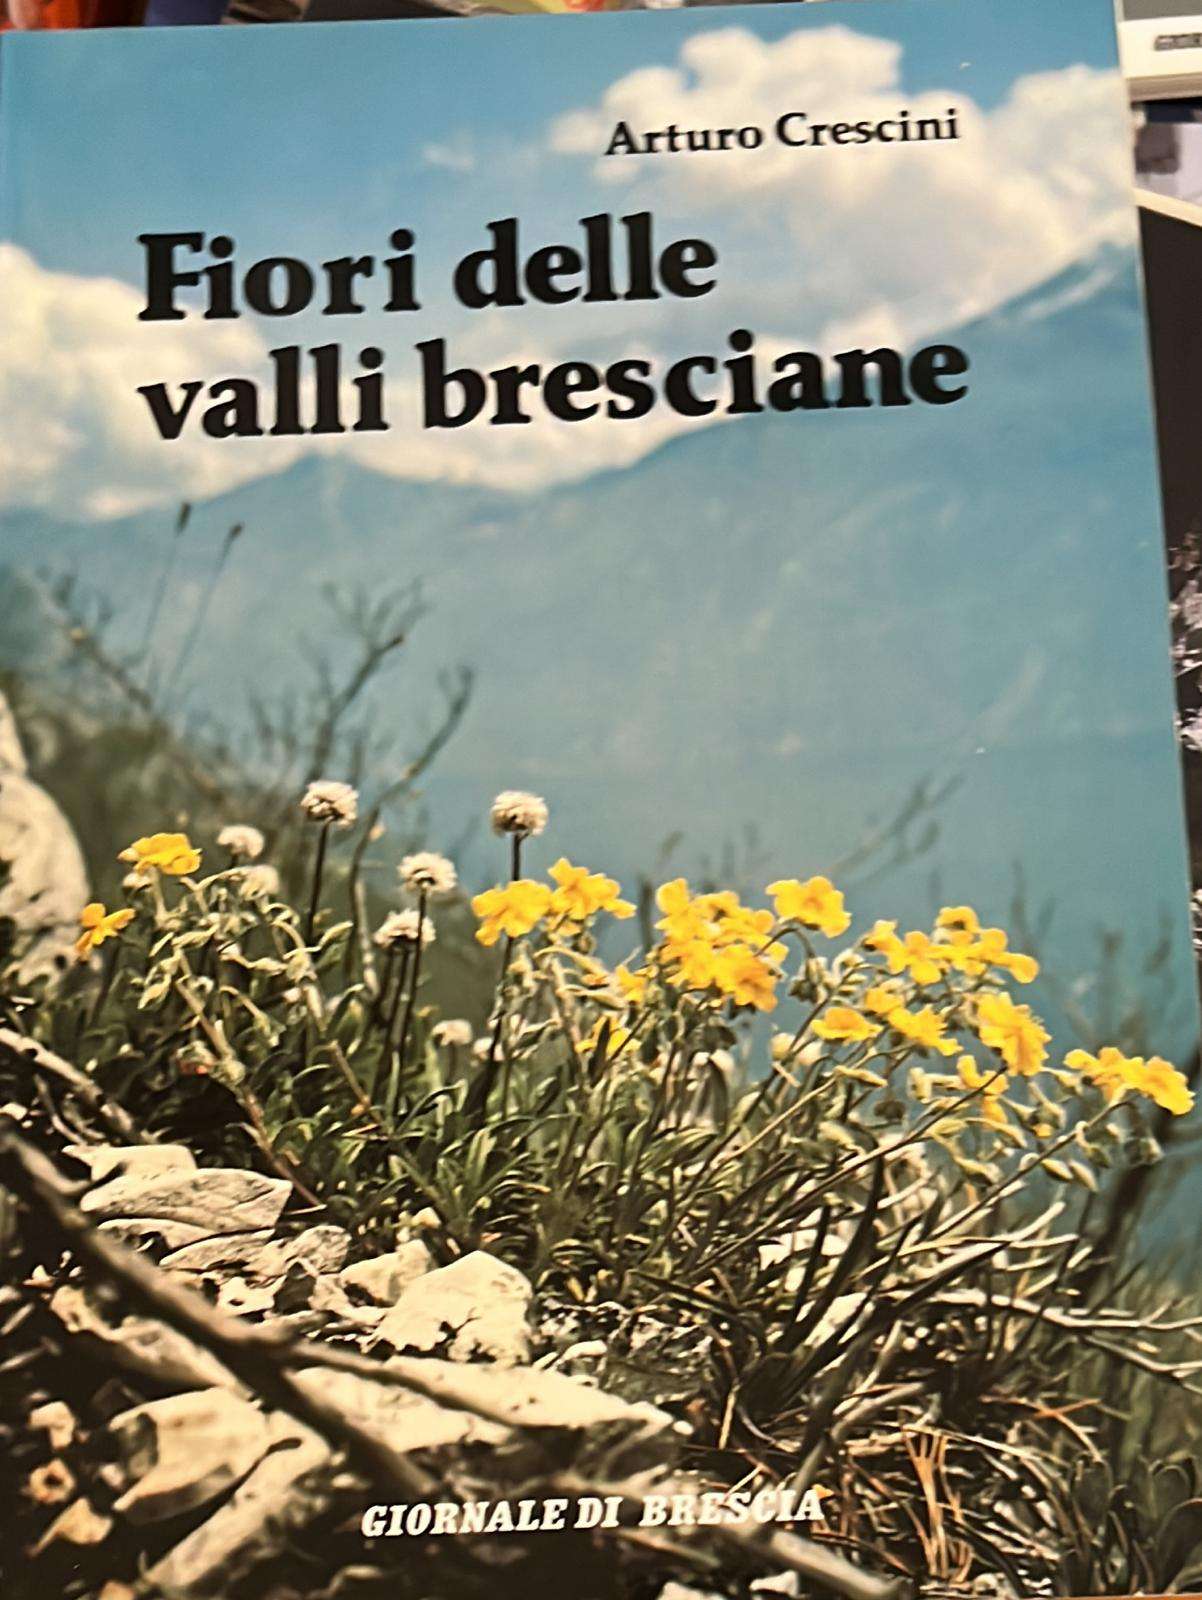 Arturo Crescini
Fiori delle
valli bresciane
GIORNALE DI BRESCIA